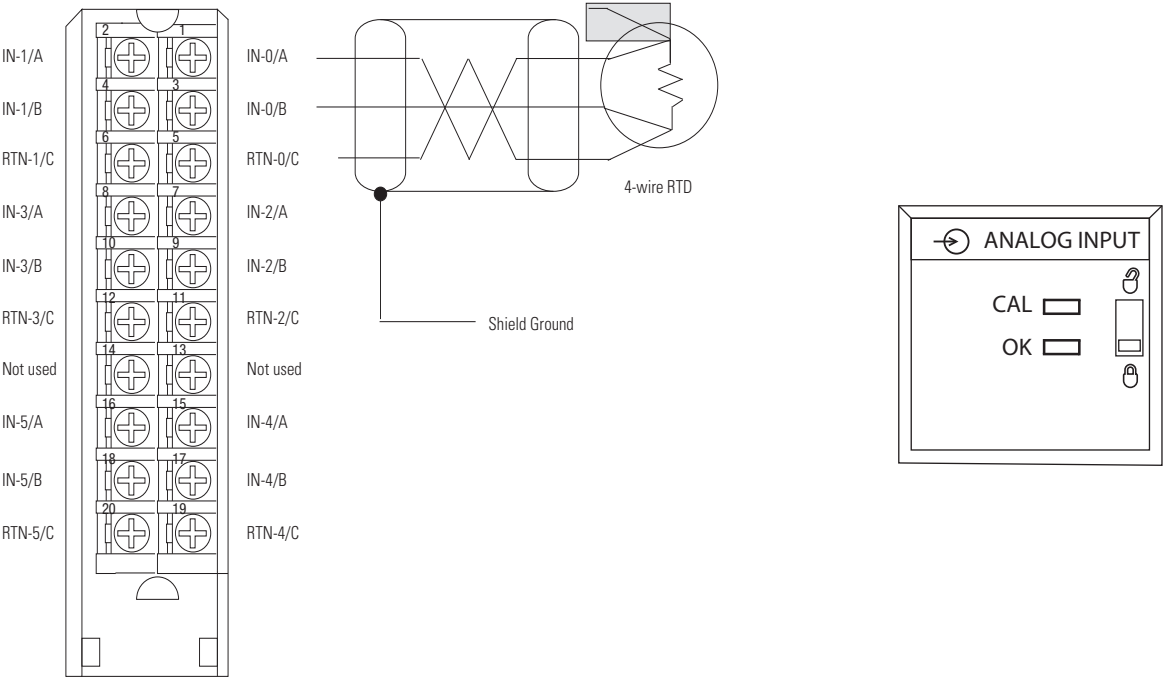 2 1
IN-1/A IN-0/A
4 3
IN-1/B IN-0/B
6 5
RTN-1/C RTN-0/C
8 7
4-wire RTD
IN-3/A IN-2/A
ANALOG INPUT
10 9
IN-3/B IN-2/B
12 11
CAL
RTN-3/C RTN-2/C
Shield Ground
OK
14 13
Not used Not used
16 15
IN-5/A IN-4/A
18 17
IN-5/B IN-4/B
20 19
RTN-5/C RTN-4/C